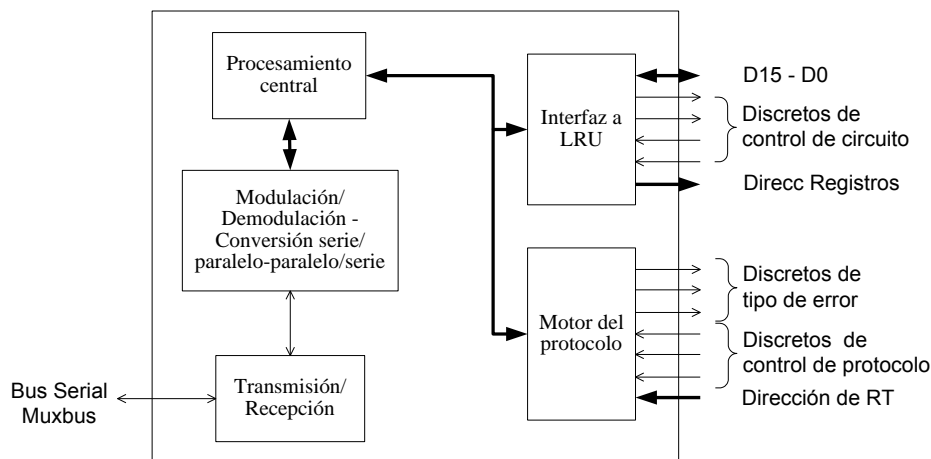 Procesamiento
central
Modulación/
Demodulación -
Conversión serie/
paralelo-paralelo/serie
Transmisión/
Recepción
Bus Serial
Muxbus
Interfaz a
LRU
D15 - D0
Discretos de
control de circuito
Direcc Registros
Motor del
protocolo
Discretos de
tipo de error
Discretos de
control de protocolo
Dirección de RT